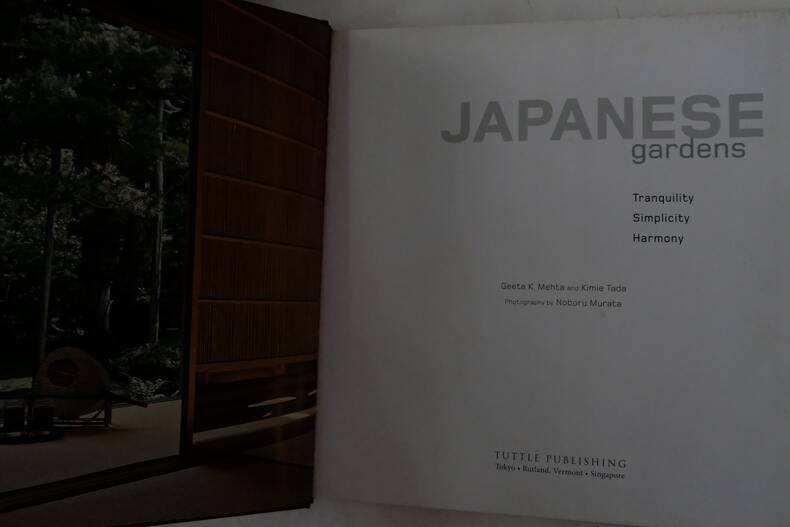 JAPANESE
gardens
Tranquility
Simplicity
Harmony
Geeta K. Mehta and Kimie Tada
Photography by Noboru Murata
TUTTLE PUBLISHING
Tokyo • Rutland, Vermont • Singapore